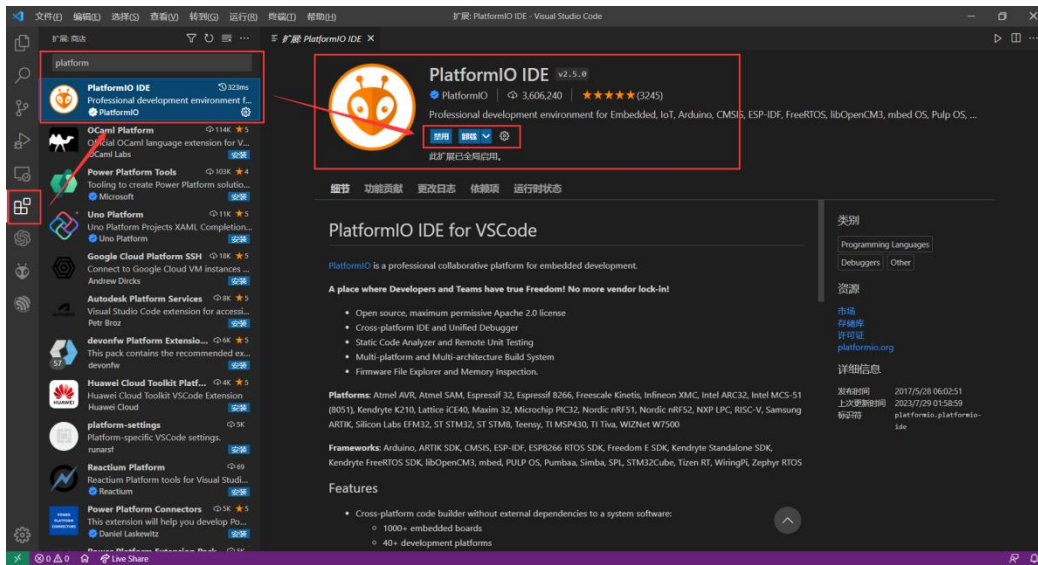 文件(F) 编辑(E) 选择(S) 查看(V) 转到(G) 运行(R) 终端(T) 帮助(H)
扩展: PlatformIO IDE - Visual Studio Code
扩展: 商店
扩展: PlatformIO IDE
platform
PlatformIO IDE 323ms
Professional development environment f...
PlatformIO
OCaml Platform 114K 5
Official OCaml language extension for V...
OCaml Labs 安装
Power Platform Tools 103K 4
Tooling to create Power Platform solutio...
Microsoft 安装
Uno Platform 11K 5
Uno Platform Projects XAML Completion...
Uno Platform 安装
Google Cloud Platform SSH 18K 5
Connect to Google Cloud VM instances ...
Andrew Dircks 安装
Autodesk Platform Services 8K 5
Visual Studio Code extension for accessi...
Petr Broz 安装
devonfw Platform Extensio... 6K 5
This pack contains the recommended ex...
57 devonfw 安装
Huawei Cloud Toolkit Platf... 4K 5
Huawei Cloud Toolkit VSCode Extension
HUAWEI
Huawei Cloud 安装
platform-settings 3K
Platform-specific VSCode settings.
runarsf 安装
Reactium Platform 69
Reactium Platform tools for Visual Studi...
Reactium 安装
Power Platform Connectors 5K 5
POWER PLATFORM CONNECTORS
This extension will help you develop Po...
Daniel Laskewitz 安装
0 0 Live Share
PlatformIO IDE v2.5.0
PlatformIO 3,606,240 (3245)
Professional development environment for Embedded, IoT, Arduino, CMSIS, ESP-IDF, FreeRTOS, libOpenCM3, mbed OS, Pulp OS, ...
禁用 卸载
此扩展已全局启用。
细节 功能贡献 更改日志 依赖项 运行时状态
PlatformIO IDE for VSCode
PlatformIO is a professional collaborative platform for embedded development.
A place where Developers and Teams have true Freedom! No more vendor lock-in!
• Open source, maximum permissive Apache 2.0 license
• Cross-platform IDE and Unified Debugger
• Static Code Analyzer and Remote Unit Testing
• Multi-platform and Multi-architecture Build System
• Firmware File Explorer and Memory Inspection.
Platforms: Atmel AVR, Atmel SAM, Espressif 32, Espressif 8266, Freescale Kinetis, Infineon XMC, Intel ARC32, Intel MCS-51
(8051), Kendryte K210, Lattice iCE40, Maxim 32, Microchip PIC32, Nordic nRF51, Nordic nRF52, NXP LPC, RISC-V, Samsung
ARTIK, Silicon Labs EFM32, ST STM32, ST STM8, Teensy, TI MSP430, TI Tiva, WIZNet W7500
Frameworks: Arduino, ARTIK SDK, CMSIS, ESP-IDF, ESP8266 RTOS SDK, Freedom E SDK, Kendryte Standalone SDK,
Kendryte FreeRTOS SDK, libOpenCM3, mbed, PULP OS, Pumbaa, Simba, SPL, STM32Cube, Tizen RT, WiringPi, Zephyr RTOS
Features
• Cross-platform code builder without external dependencies to a system software:
◦ 1000+ embedded boards
◦ 40+ development platforms
类别
Programming Languages
Debuggers Other
资源
市场
存储库
许可证
platformio.org
详细信息
发布时间 2017/5/28 06:02:51
上次更新时间 2023/7/29 01:58:59
标识符 platformio.platformio-
ide